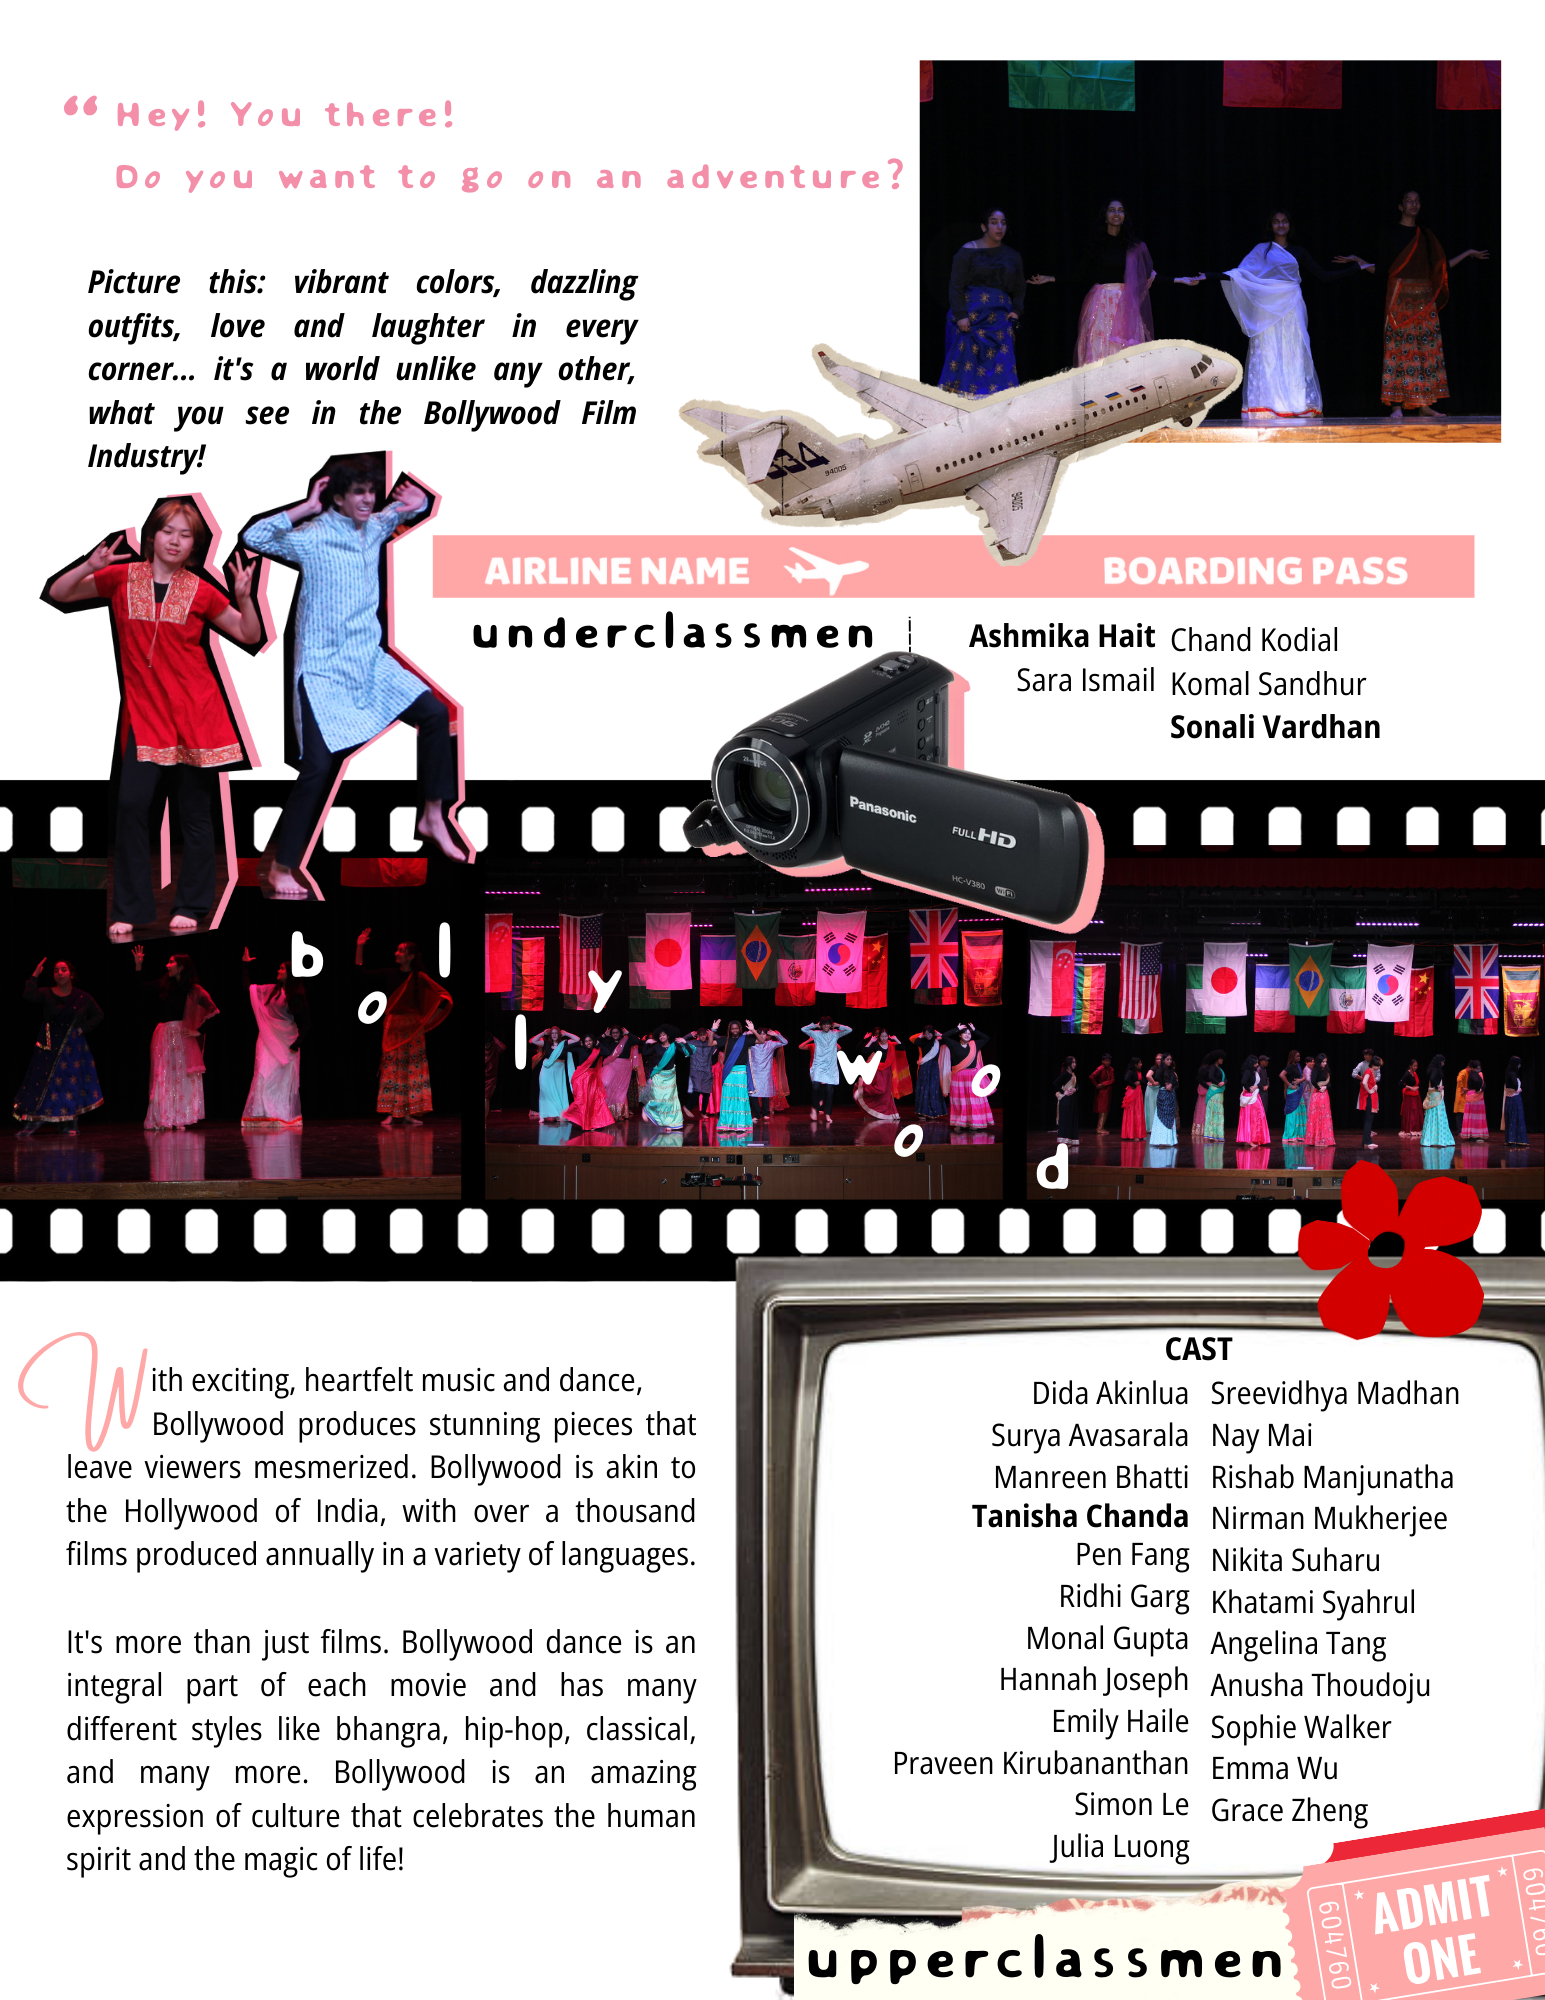 “ Hey! You there!
Do you want to go on an adventure?
Picture this: vibrant colors, dazzling
outfits, love and laughter in every
corner... it's a world unlike any other,
what you see in the Bollywood Film
Industry!
334
94005
94005
AIRLINE NAME
BOARDING PASS
underclassmen
Ashmika Hait
Sara Ismail
Chand Kodial
Komal Sandhur
Sonali Vardhan
Panasonic
FULL HD
HC-V380 WiFi
bollywood
With exciting, heartfelt music and dance,
Bollywood produces stunning pieces that
leave viewers mesmerized. Bollywood is akin to
the Hollywood of India, with over a thousand
films produced annually in a variety of languages.
It's more than just films. Bollywood dance is an
integral part of each movie and has many
different styles like bhangra, hip-hop, classical,
and many more. Bollywood is an amazing
expression of culture that celebrates the human
spirit and the magic of life!
CAST
Dida Akinlua
Surya Avasarala
Manreen Bhatti
Tanisha Chanda
Pen Fang
Ridhi Garg
Monal Gupta
Hannah Joseph
Emily Haile
Praveen Kirubananthan
Simon Le
Julia Luong
Sreevidhya Madhan
Nay Mai
Rishab Manjunatha
Nirman Mukherjee
Nikita Suharu
Khatami Syahrul
Angelina Tang
Anusha Thoudoju
Sophie Walker
Emma Wu
Grace Zheng
upperclassmen
604760
ADMIT
ONE
604760